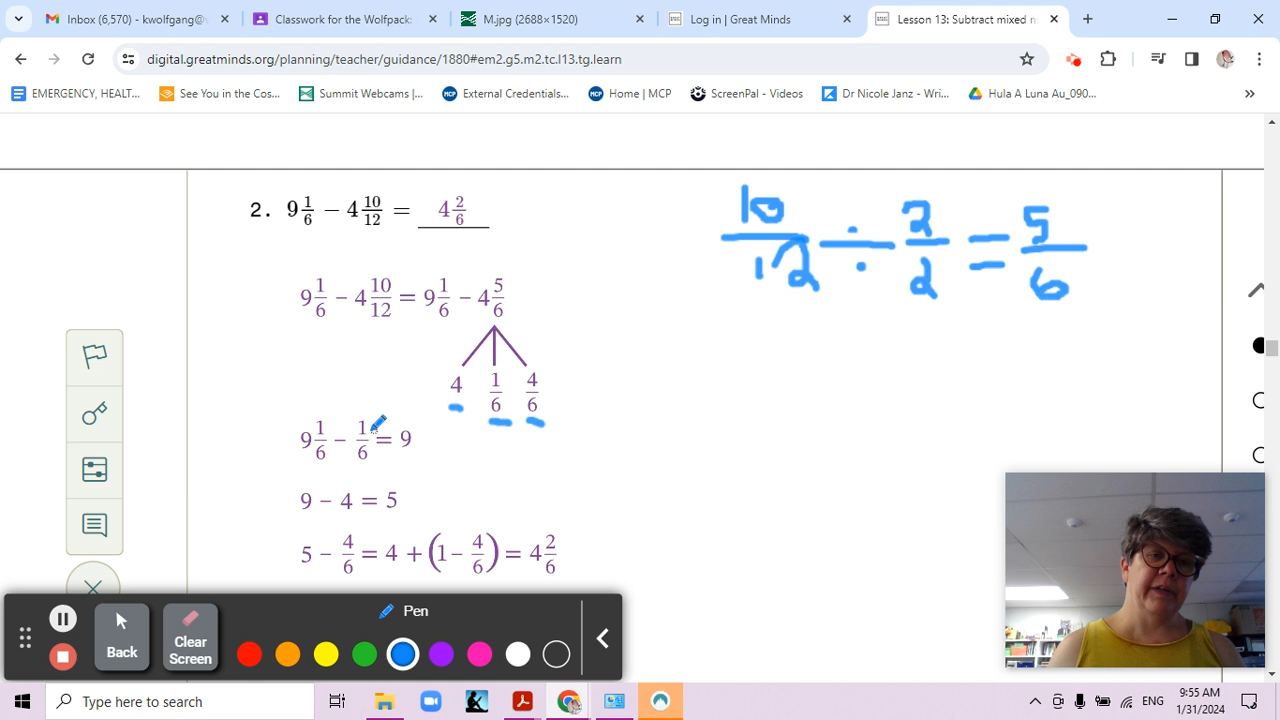 Inbox (6,570) - kwolfgang@
Classwork for the Wolfpack:
M.jpg (2688×1520)
Log in | Great Minds
Lesson 13: Subtract mixed n
digital.greatminds.org/planning/teacher/guidance/1880#em2.g5.m2.tc.l13.tg.learn
EMERGENCY, HEALT...
See You in the Cos...
Summit Webcams |...
External Credentials...
Home | MCP
ScreenPal - Videos
Dr Nicole Janz - Wri...
Hula A Luna Au_090...
2. 9 1/6 − 4 10/12 = 4 2/6
10/12 ÷ 2/2 = 5/6
9 1/6 − 4 10/12 = 9 1/6 − 4 5/6
4 1/6 4/6
9 1/6 − 1/6 = 9
9 − 4 = 5
5 − 4/6 = 4 + (1 − 4/6) = 4 2/6
Pen
Back
Clear
Screen
Type here to search
ENG
9:55 AM
1/31/2024